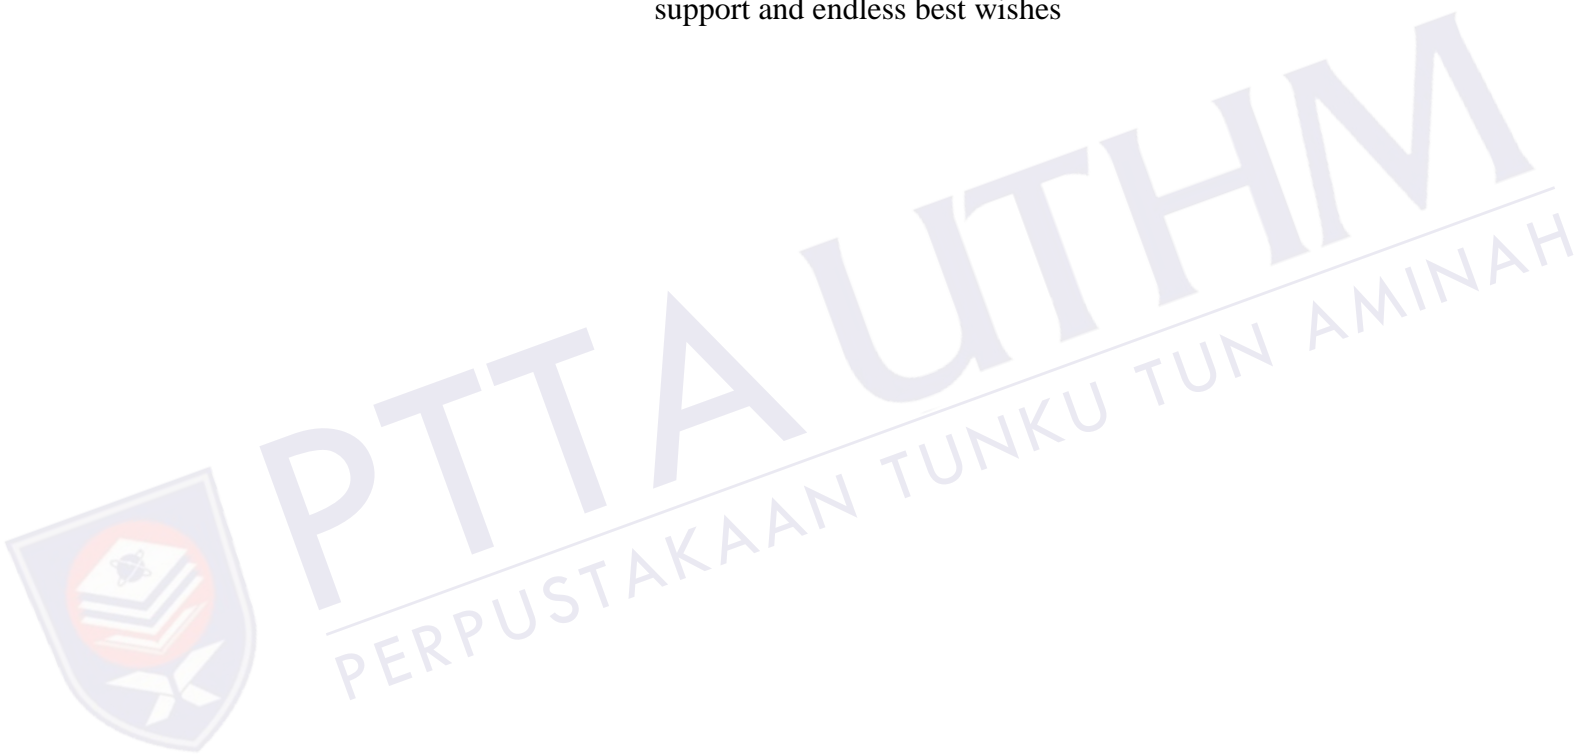 support and endless best wishes
PTTA UTHM
PERPUSTAKAAN TUNKU TUN AMINAH